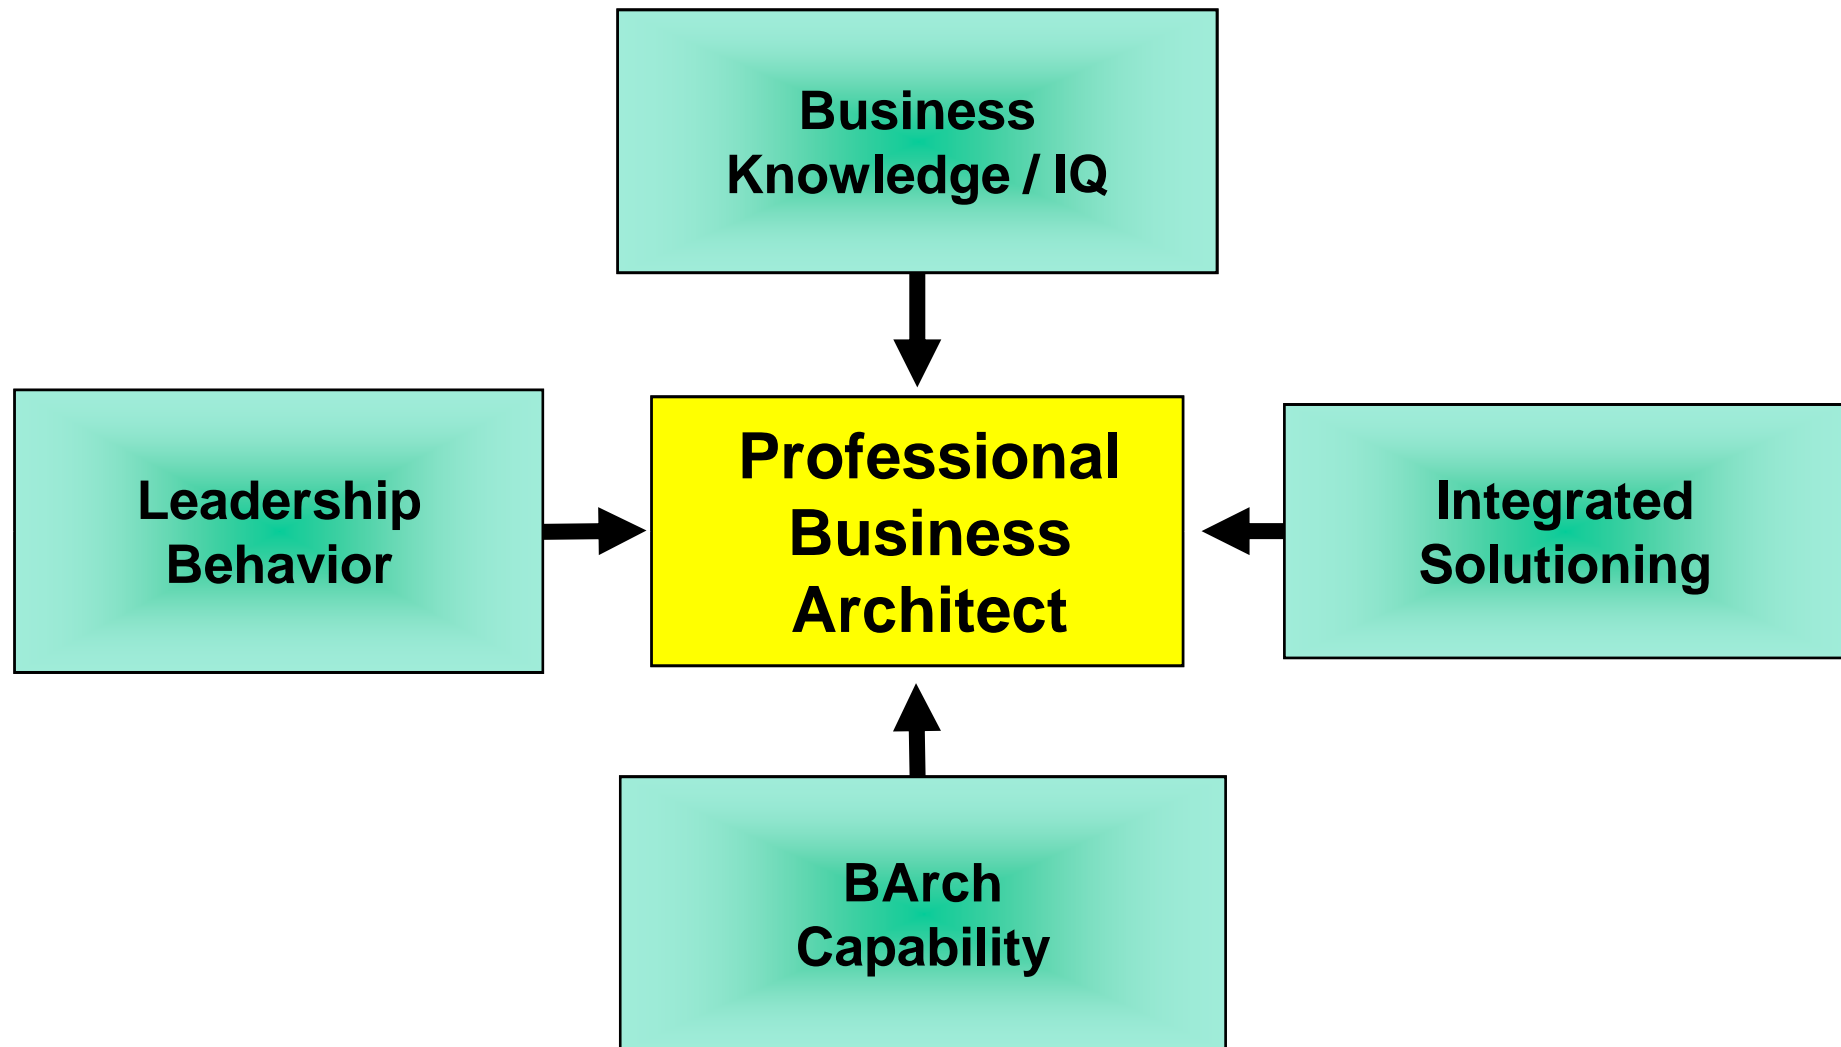 Business
Knowledge / IQ
Leadership
Behavior
Professional
Business
Architect
Integrated
Solutioning
BArch
Capability